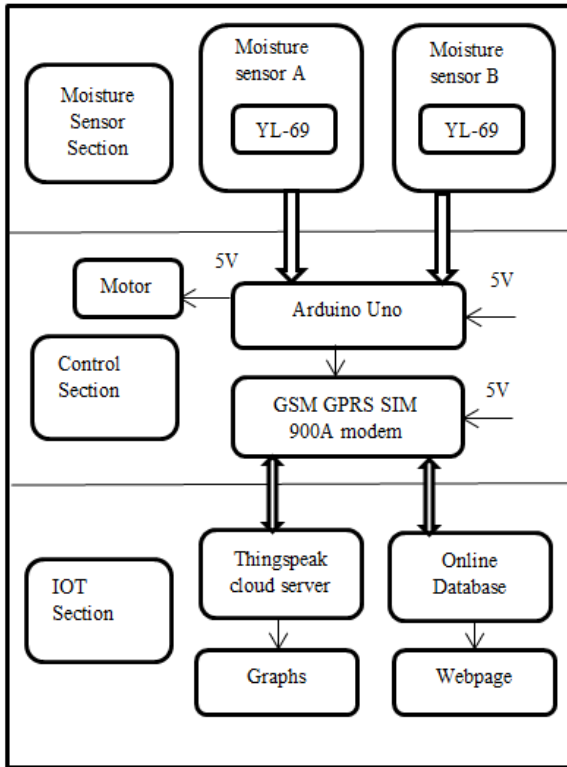 Moisture
sensor A
YL-69
Moisture
sensor B
YL-69
Moisture
Sensor
Section
5V
Motor
Arduino Uno
5V
Control
Section
GSM GPRS SIM
900A modem
5V
IOT
Section
Thingspeak
cloud server
Online
Database
Graphs
Webpage